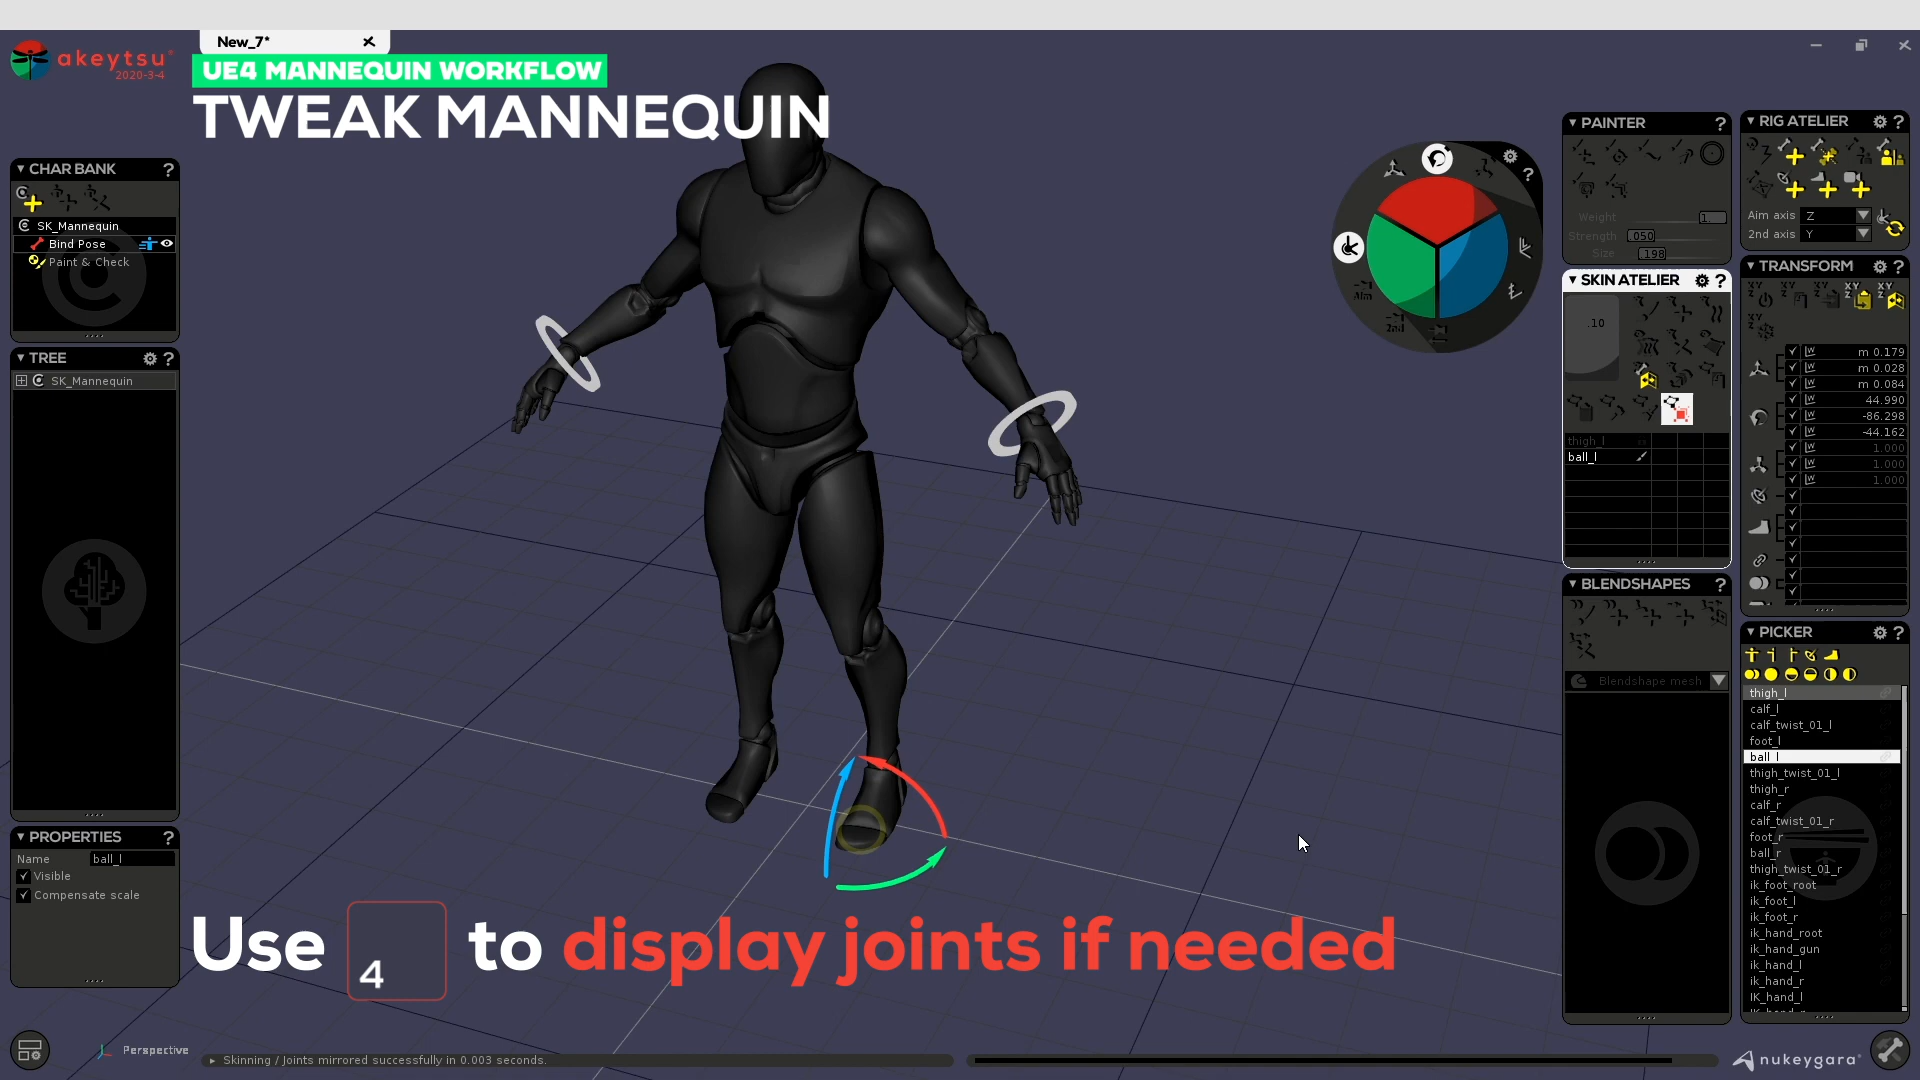 New_7*
akeytsu
2020-3-4
UE4 MANNEQUIN WORKFLOW
TWEAK MANNEQUIN
CHAR BANK ?
SK_Mannequin
Bind Pose
Paint & Check
TREE ?
SK_Mannequin
PROPERTIES ?
Name ball_l
Visible
Compensate scale
?
PAINTER ?
Weight 1.
Strength .050
Size .198
SKIN ATELIER ?
.10
thigh_l
ball_l
BLENDSHAPES ?
Blendshape mesh
RIG ATELIER ?
Aim axis Z
2nd axis Y
TRANSFORM ?
m 0.179
m 0.028
m 0.084
44.990
-86.298
-44.162
1.000
1.000
1.000
PICKER ?
thigh_l
calf_l
calf_twist_01_l
foot_l
ball_l
thigh_twist_01_l
thigh_r
calf_r
calf_twist_01_r
foot_r
ball_r
thigh_twist_01_r
ik_foot_root
ik_foot_l
ik_foot_r
ik_hand_root
ik_hand_gun
ik_hand_l
ik_hand_r
IK_hand_l
Use 4 to display joints if needed
Perspective
Skinning / Joints mirrored successfully in 0.003 seconds.
nukeygara